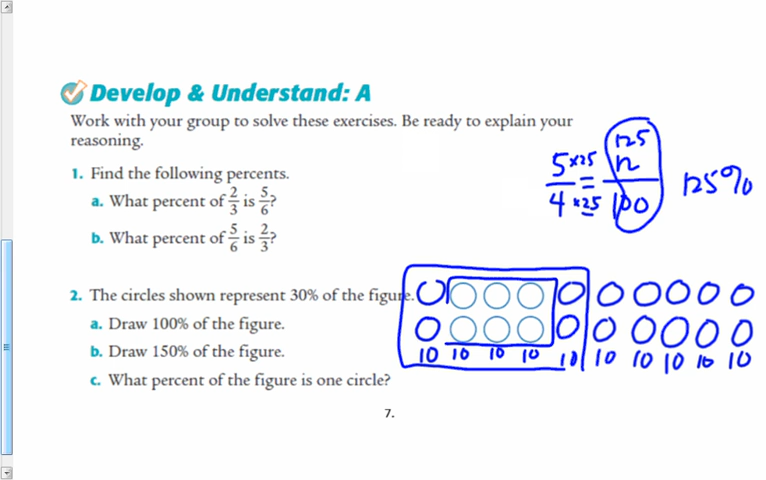 Develop & Understand: A
Work with your group to solve these exercises. Be ready to explain your
reasoning.
1. Find the following percents.
a. What percent of 2/3 is 5/6?
b. What percent of 5/6 is 2/3?
2. The circles shown represent 30% of the figure.
a. Draw 100% of the figure.
b. Draw 150% of the figure.
c. What percent of the figure is one circle?
7.
125
5 ×25 = n
4 ×25 100
125%
10 10 10 10 10 10 10 10 10 10